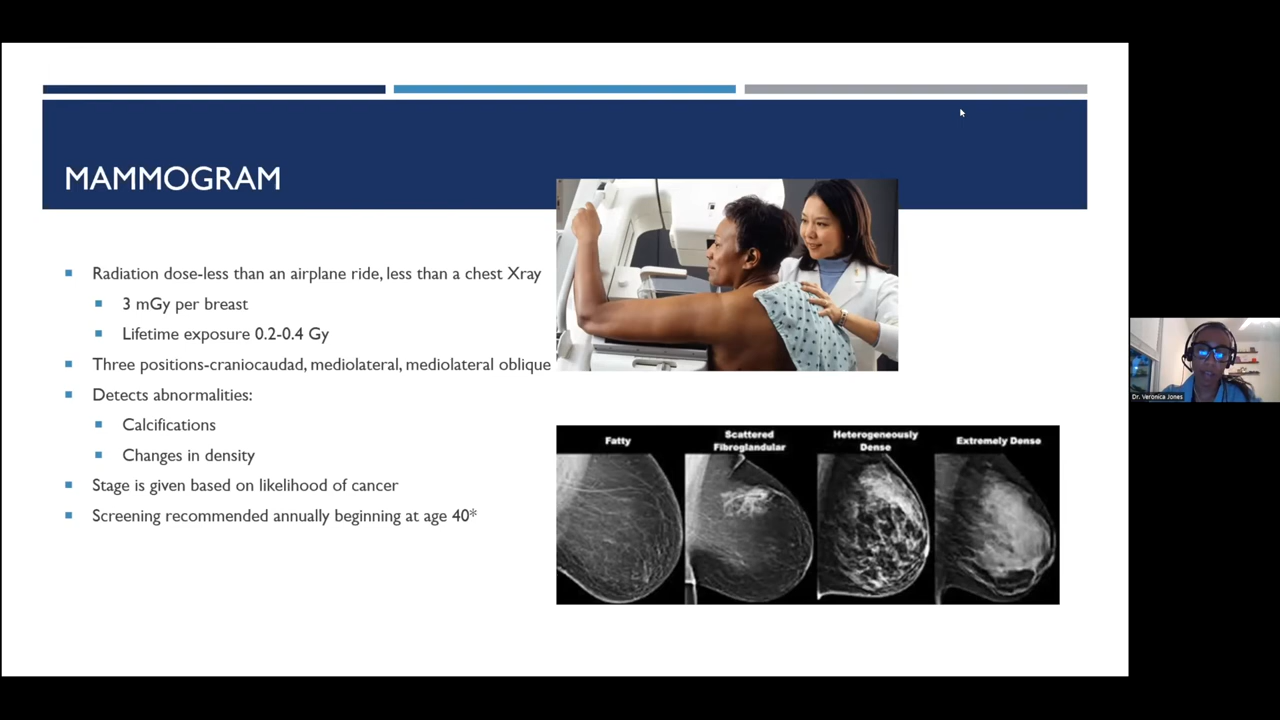 MAMMOGRAM
Radiation dose-less than an airplane ride, less than a chest Xray
3 mGy per breast
Lifetime exposure 0.2-0.4 Gy
Three positions-craniocaudad, mediolateral, mediolateral oblique
Detects abnormalities:
Calcifications
Changes in density
Stage is given based on likelihood of cancer
Screening recommended annually beginning at age 40*
Fatty
Scattered
Fibroglandular
Heterogeneously
Dense
Extremely Dense
Dr. Veronica Jones